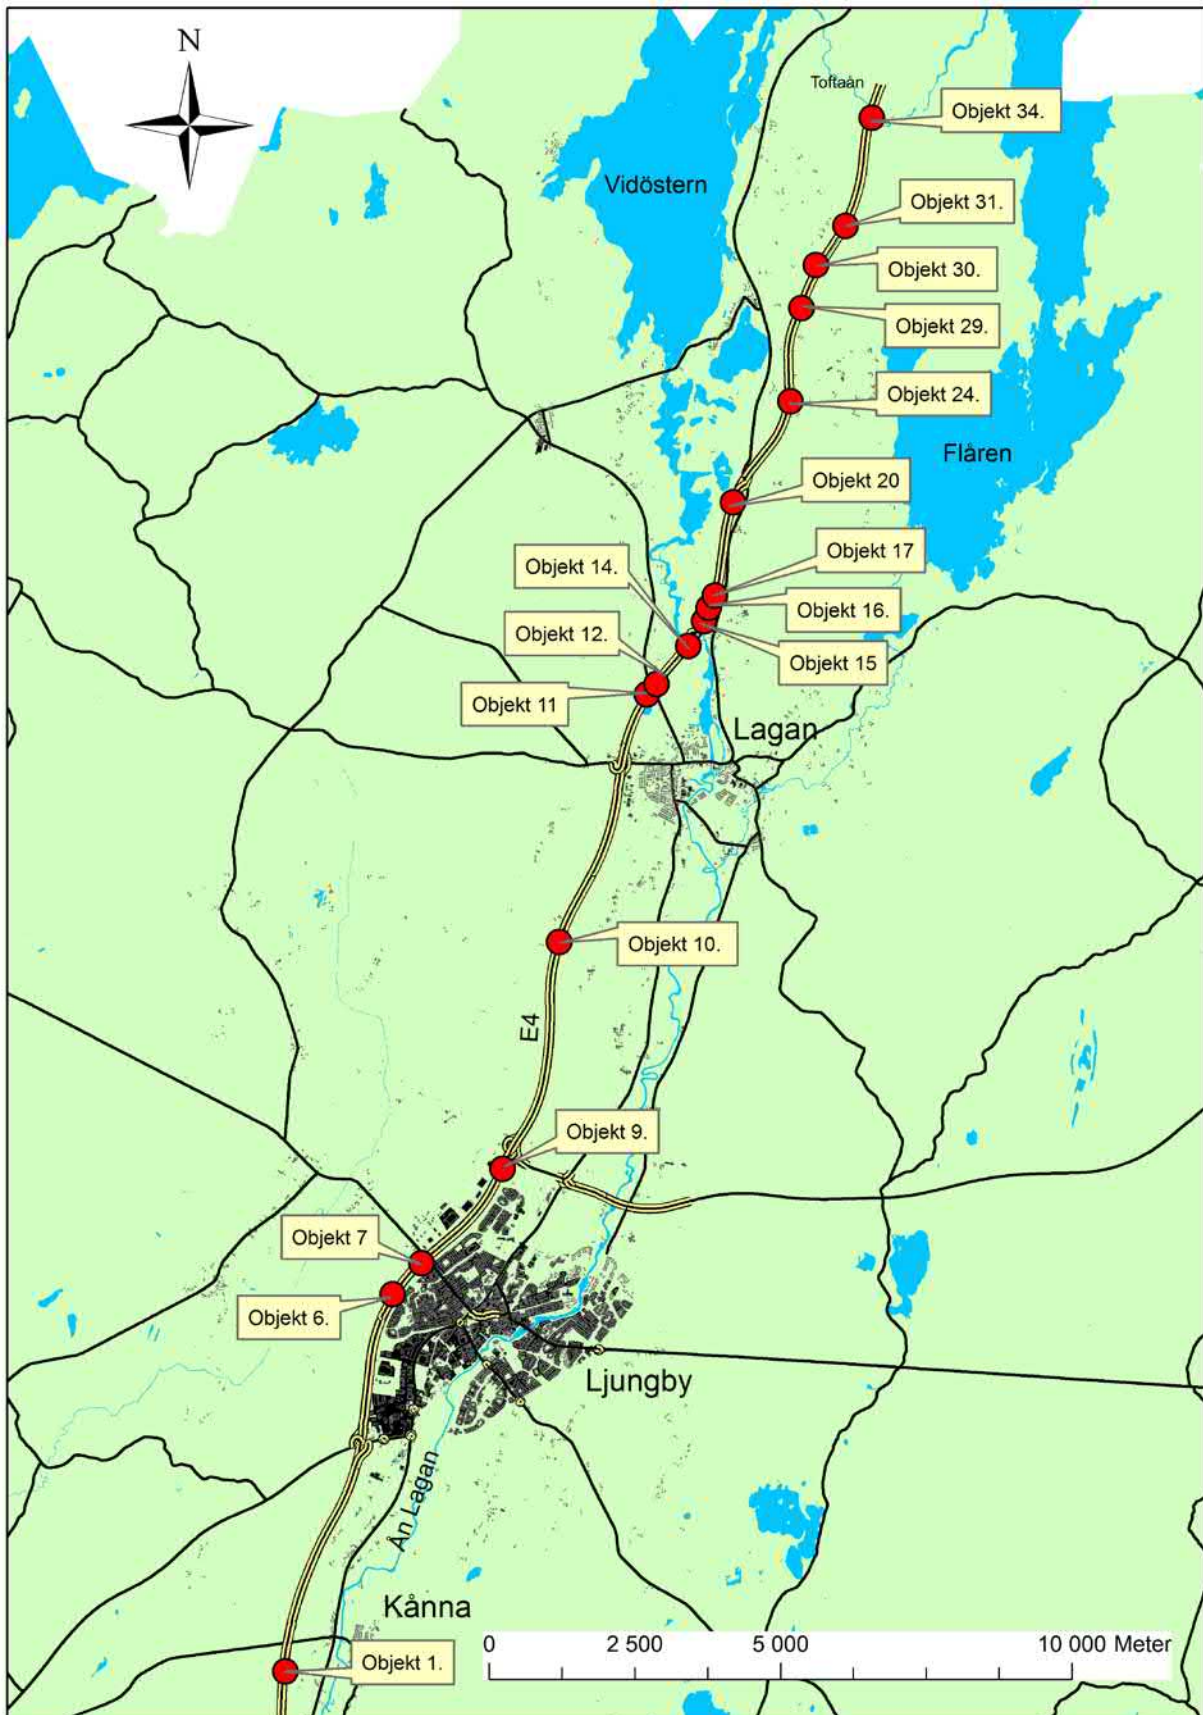 N
Toftaån
Objekt 34.
Vidöstern
Objekt 31.
Objekt 30.
Objekt 29.
Objekt 24.
Flåren
Objekt 20
Objekt 17
Objekt 14.
Objekt 16.
Objekt 12.
Objekt 15
Objekt 11
Lagan
Objekt 10.
E4
Objekt 9.
Objekt 7
Objekt 6.
Ljungby
Ån Lagan
Kånna
0 2 500 5 000 10 000 Meter
Objekt 1.